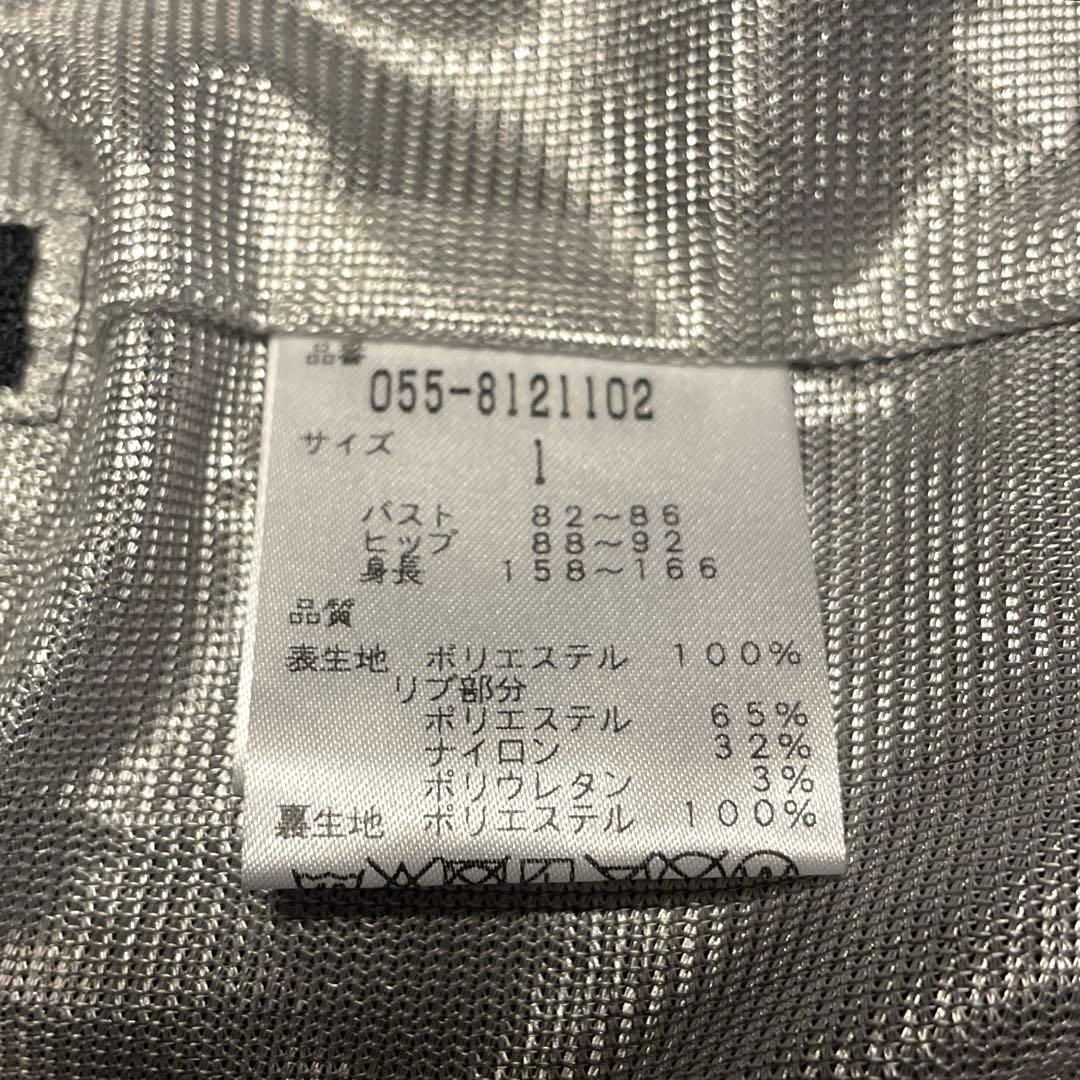 品番
055-8121102
サイズ 1
バスト 82〜86
ヒップ 88〜92
身長 158〜166
品質
表生地 ポリエステル 100%
リブ部分
ポリエステル 65%
ナイロン 32%
ポリウレタン 3%
裏生地 ポリエステル 100%